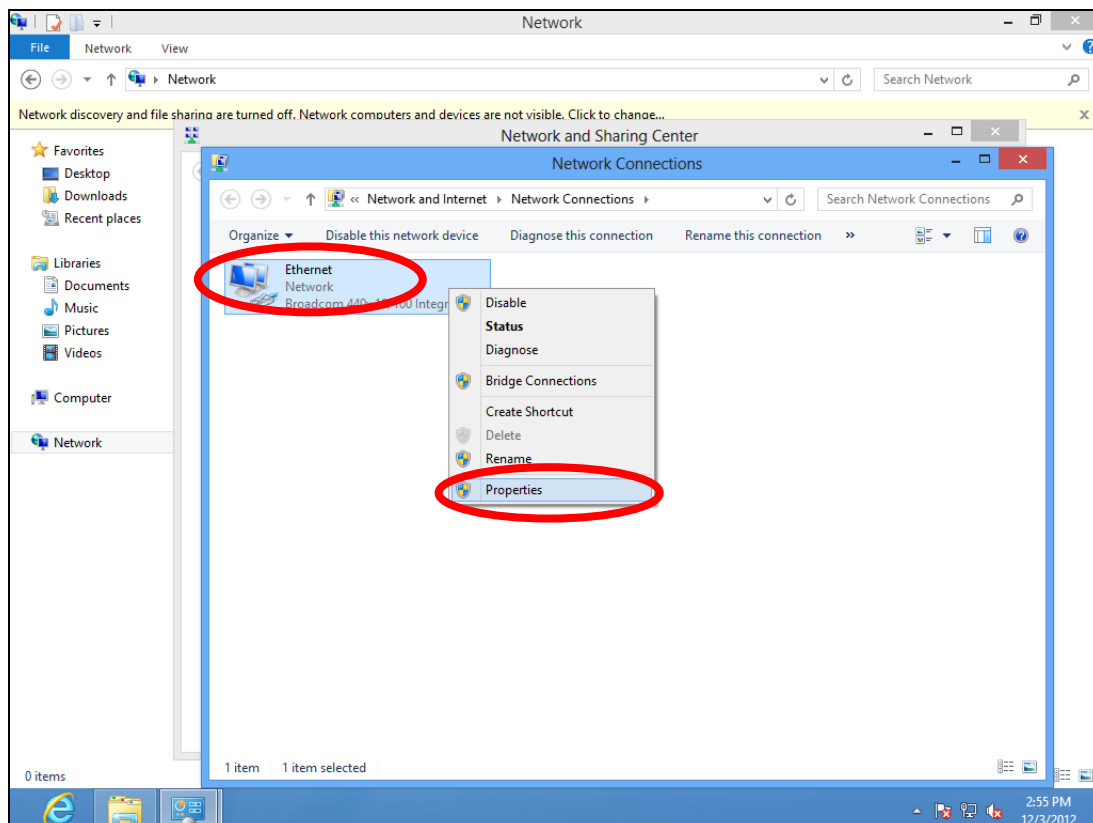 Network
File Network View
Network
Search Network
Network discovery and file sharing are turned off. Network computers and devices are not visible. Click to change...
Favorites
Desktop
Downloads
Recent places
Libraries
Documents
Music
Pictures
Videos
Computer
Network
0 items
Network and Sharing Center
Network Connections
« Network and Internet Network Connections
Search Network Connections
Organize Disable this network device Diagnose this connection Rename this connection »
Ethernet
Network
Broadcom
Disable
Status
Diagnose
Bridge Connections
Create Shortcut
Delete
Rename
Properties
1 item 1 item selected
2:55 PM
12/3/2012